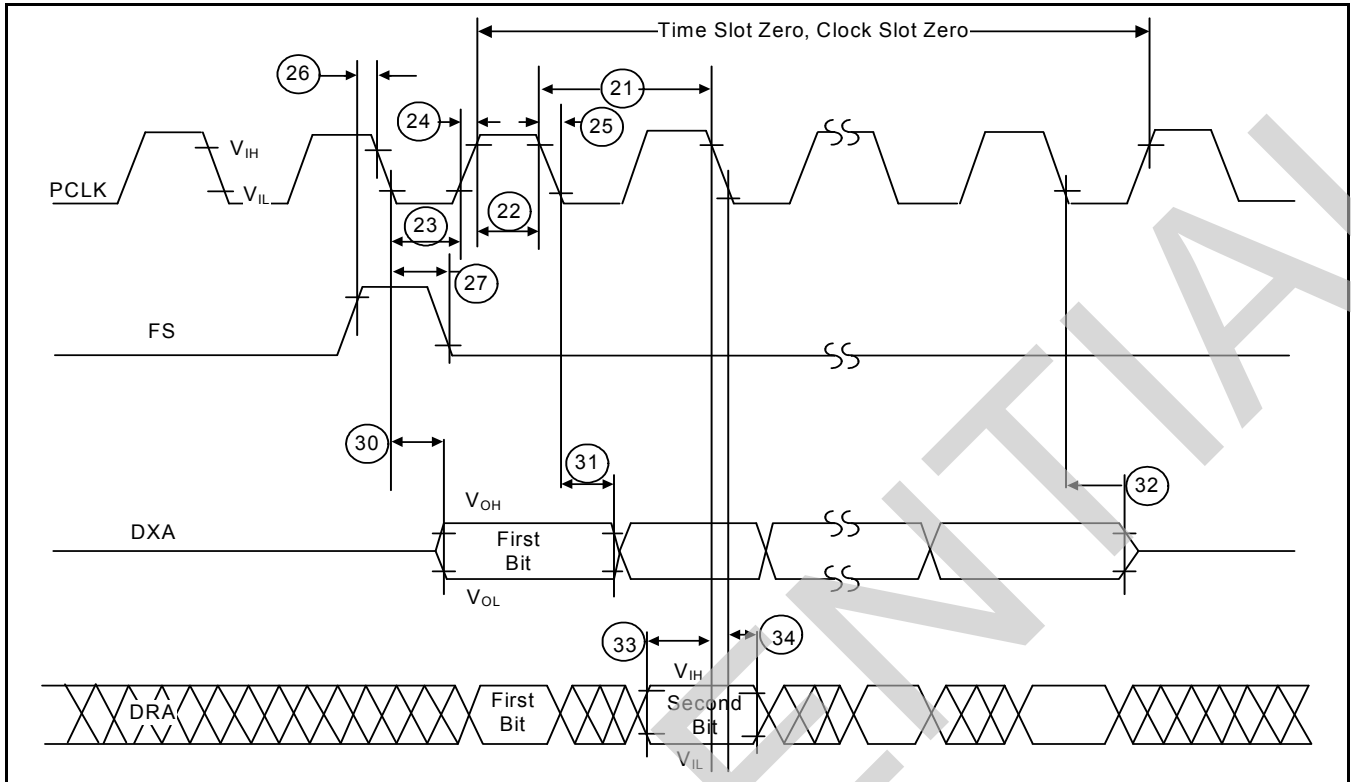 Time Slot Zero, Clock Slot Zero
26
21
24
25
VIH
VIL
PCLK
22
23
27
FS
30
31
32
VOH
DXA
First
Bit
VOL
33
34
VIH
DRA
First
Bit
Second
Bit
VIL
ENTIAL